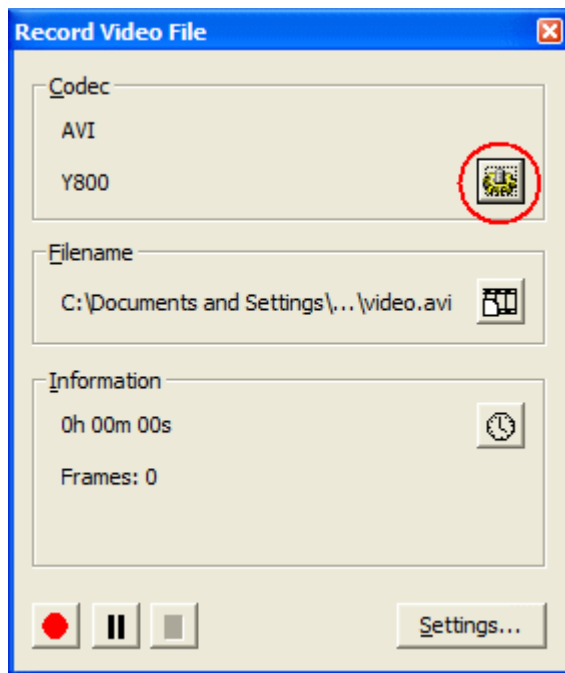 Record Video File
Codec
AVI
Y800
Filename
C:\Documents and Settings\...\video.avi
Information
0h 00m 00s
Frames: 0
Settings...